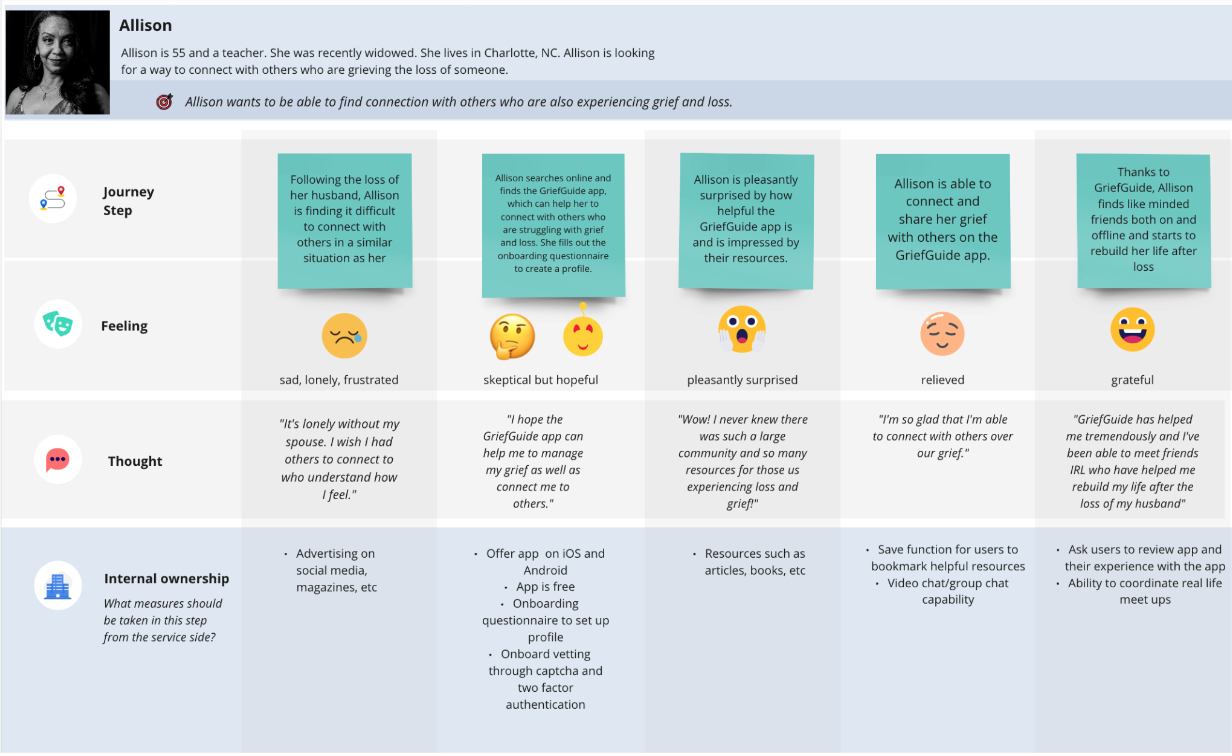 Allison
Allison is 55 and a teacher. She was recently widowed. She lives in Charlotte, NC. Allison is looking
for a way to connect with others who are grieving the loss of someone.
Allison wants to be able to find connection with others who are also experiencing grief and loss.
Journey
Step
Following the loss of
her husband, Allison
is finding it difficult
to connect with
others in a similar
situation as her
Allison searches online and
finds the GriefGuide app,
which can help her to
connect with others who
are struggling with grief
and loss. She fills out the
onboarding questionnaire
to create a profile.
Allison is pleasantly
surprised by how
helpful the
GriefGuide app is
and is impressed by
their resources.
Allison is able to
connect and
share her grief
with others on the
GriefGuide app.
Thanks to
GriefGuide, Allison
finds like minded
friends both on and
offline and starts to
rebuild her life after
loss
Feeling
sad, lonely, frustrated
skeptical but hopeful
pleasantly surprised
relieved
grateful
Thought
"It's lonely without my
spouse. I wish I had
others to connect to
who understand how
I feel."
"I hope the
GriefGuide app can
help me to manage
my grief as well as
connect me to
others."
"Wow! I never knew there
was such a large
community and so many
resources for those us
experiencing loss and
grief!"
"I'm so glad that I'm able
to connect with others over
our grief."
"GriefGuide has helped
me tremendously and I've
been able to meet friends
IRL who have helped me
rebuild my life after the
loss of my husband"
Internal ownership
What measures should
be taken in this step
from the service side?
• Advertising on
social media,
magazines, etc
• Offer app on iOS and
Android
• App is free
• Onboarding
questionnaire to set up
profile
• Onboard vetting
through captcha and
two factor
authentication
• Resources such as
articles, books, etc
• Save function for users to
bookmark helpful resources
• Video chat/group chat
capability
• Ask users to review app and
their experience with the app
• Ability to coordinate real life
meet ups